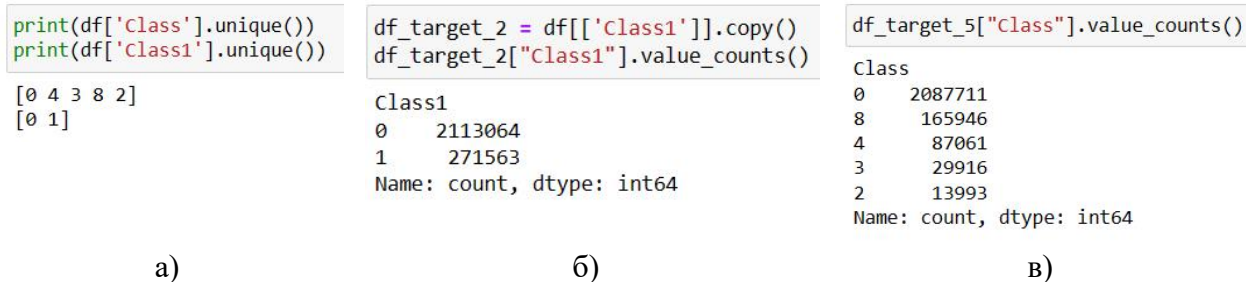 print(df['Class'].unique())
print(df['Class1'].unique())
[0 4 3 8 2]
[0 1]
а)
df_target_2 = df[['Class1']].copy()
df_target_2["Class1"].value_counts()
Class1
0 2113064
1 271563
Name: count, dtype: int64
б)
df_target_5["Class"].value_counts()
Class
0 2087711
8 165946
4 87061
3 29916
2 13993
Name: count, dtype: int64
в)